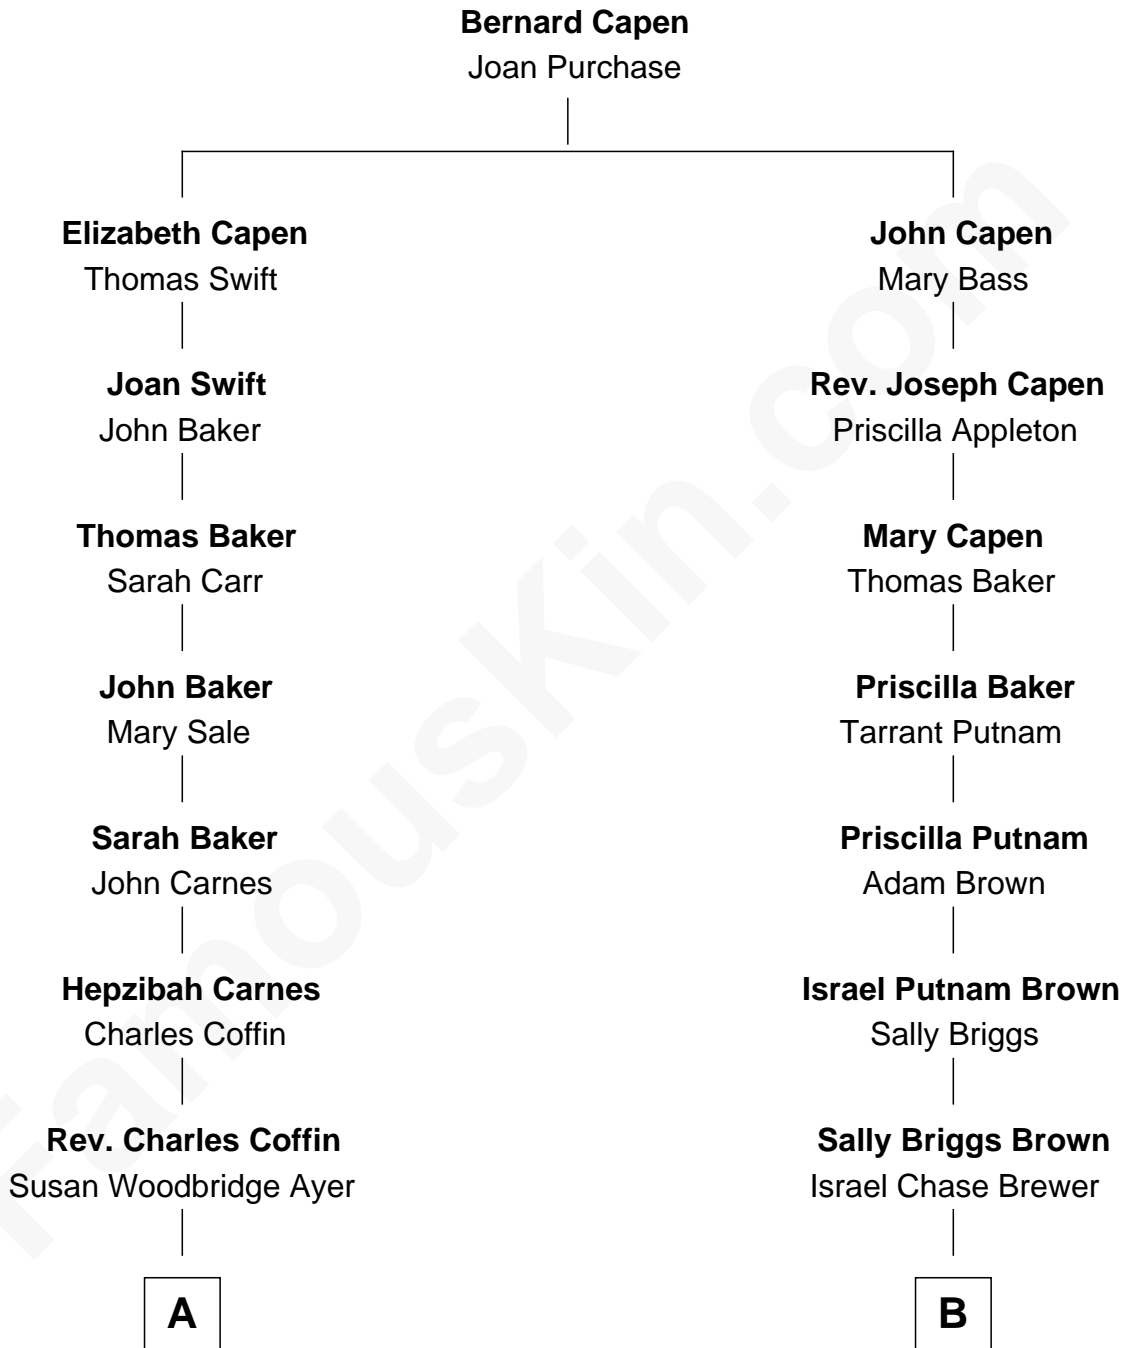 Bernard Capen
Joan Purchase
Elizabeth Capen
Thomas Swift
John Capen
Mary Bass
Joan Swift
John Baker
Rev. Joseph Capen
Priscilla Appleton
Thomas Baker
Sarah Carr
Mary Capen
Thomas Baker
John Baker
Mary Sale
Priscilla Baker
Tarrant Putnam
Sarah Baker
John Carnes
Priscilla Putnam
Adam Brown
Hepzibah Carnes
Charles Coffin
Israel Putnam Brown
Sally Briggs
Rev. Charles Coffin
Susan Woodbridge Ayer
Sally Briggs Brown
Israel Chase Brewer
A
B
FamousKin.com